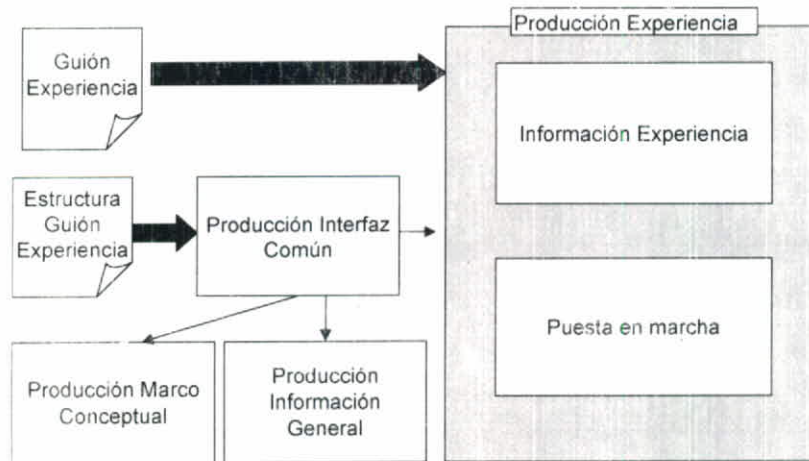 Producción Experiencia
Guión
Experiencia
Información Experiencia
Estructura
Guión
Experiencia
Producción Interfaz
Común
Puesta en marcha
Producción Marco
Conceptual
Producción
Información
General